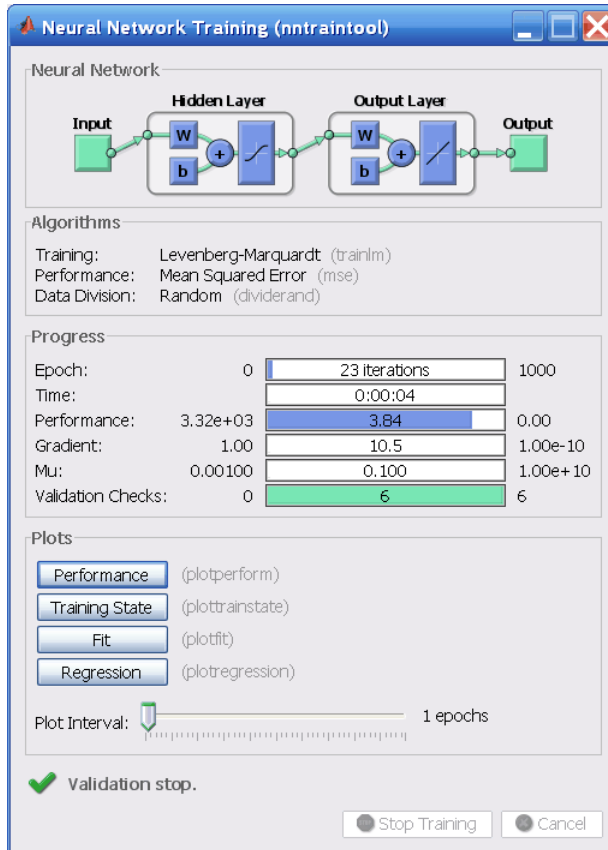 Neural Network Training (nntraintool)
Neural Network
Hidden Layer Output Layer
Input Output
W W
b + b +
Algorithms
Training: Levenberg-Marquardt (trainlm)
Performance: Mean Squared Error (mse)
Data Division: Random (dividerand)
Progress
Epoch: 0 23 iterations 1000
Time: 0:00:04
Performance: 3.32e+03 3.84 0.00
Gradient: 1.00 10.5 1.00e-10
Mu: 0.00100 0.100 1.00e+10
Validation Checks: 0 6 6
Plots
Performance (plotperform)
Training State (plottrainstate)
Fit (plotfit)
Regression (plotregression)
Plot Interval: 1 epochs
Validation stop.
Stop Training Cancel